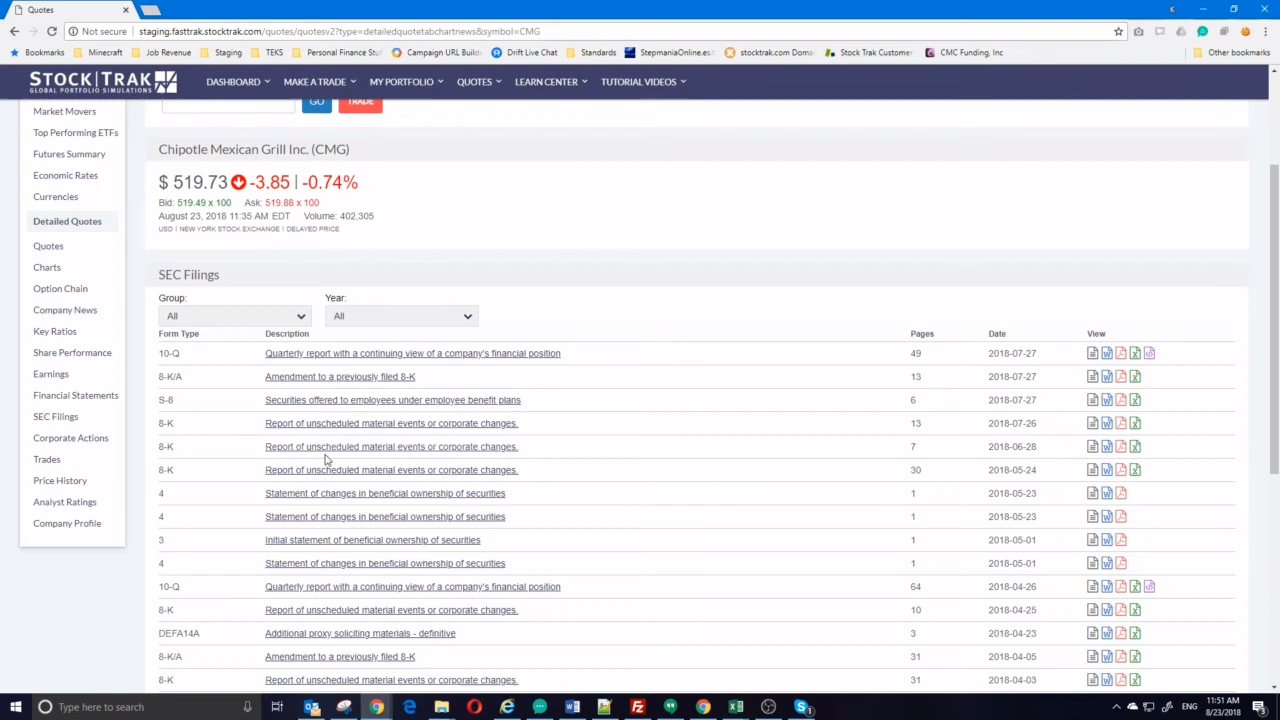 Quotes
Not secure | staging.fasttrak.stocktrak.com/quotes/quotesv2?type=detailedquotetabchartnews&symbol=CMG
Bookmarks Minecraft Job Revenue Staging TEKS Personal Finance Stu Campaign URL Builde Drift Live Chat Standards StepmaniaOnline.es.t stocktrak.com Doma Stock Trak Customer CMC Funding, Inc Other bookmarks
STOCK|TRAK
GLOBAL PORTFOLIO SIMULATIONS
DASHBOARD MAKE A TRADE MY PORTFOLIO QUOTES LEARN CENTER TUTORIAL VIDEOS
GO TRADE
Market Movers
Top Performing ETFs
Futures Summary
Economic Rates
Currencies
Detailed Quotes
Quotes
Charts
Option Chain
Company News
Key Ratios
Share Performance
Earnings
Financial Statements
SEC Filings
Corporate Actions
Trades
Price History
Analyst Ratings
Company Profile
Chipotle Mexican Grill Inc. (CMG)
$ 519.73 -3.85 | -0.74%
Bid: 519.49 x 100 Ask: 519.88 x 100
August 23, 2018 11:35 AM EDT Volume: 402,305
USD | NEW YORK STOCK EXCHANGE | DELAYED PRICE
SEC Filings
Group: Year:
All All
Form Type Description Pages Date View
10-Q Quarterly report with a continuing view of a company's financial position 49 2018-07-27
8-K/A Amendment to a previously filed 8-K 13 2018-07-27
S-8 Securities offered to employees under employee benefit plans 6 2018-07-27
8-K Report of unscheduled material events or corporate changes. 13 2018-07-26
8-K Report of unscheduled material events or corporate changes. 7 2018-06-28
8-K Report of unscheduled material events or corporate changes. 30 2018-05-24
4 Statement of changes in beneficial ownership of securities 1 2018-05-23
4 Statement of changes in beneficial ownership of securities 1 2018-05-23
3 Initial statement of beneficial ownership of securities 1 2018-05-01
4 Statement of changes in beneficial ownership of securities 1 2018-05-01
10-Q Quarterly report with a continuing view of a company's financial position 64 2018-04-26
8-K Report of unscheduled material events or corporate changes. 10 2018-04-25
DEFA14A Additional proxy soliciting materials - definitive 3 2018-04-23
8-K/A Amendment to a previously filed 8-K 31 2018-04-05
8-K Report of unscheduled material events or corporate changes. 31 2018-04-03
Type here to search
11:51 AM
8/23/2018